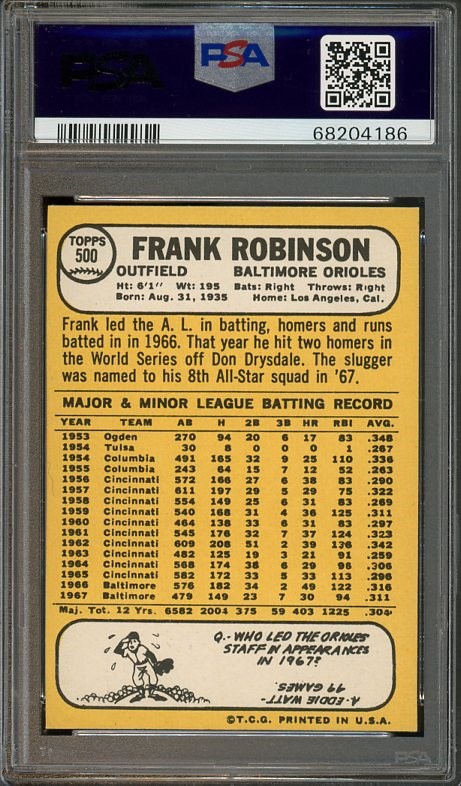 PSA
PSA
68204186
TOPPS
500
FRANK ROBINSON
OUTFIELD BALTIMORE ORIOLES
Ht: 6'1" Wt: 195 Bats: Right Throws: Right
Born: Aug. 31, 1935 Home: Los Angeles, Cal.
Frank led the A. L. in batting, homers and runs
batted in in 1966. That year he hit two homers in
the World Series off Don Drysdale. The slugger
was named to his 8th All-Star squad in '67.
MAJOR & MINOR LEAGUE BATTING RECORD
YEAR TEAM AB H 2B 3B HR RBI AVG.
1953 Ogden 270 94 20 6 17 83 .348
1954 Tulsa 30 8 0 0 0 1 .267
1954 Columbia 491 165 32 9 25 110 .336
1955 Columbia 243 64 15 7 12 52 .263
1956 Cincinnati 572 166 27 6 38 83 .290
1957 Cincinnati 611 197 29 5 29 75 .322
1958 Cincinnati 554 149 25 6 31 83 .269
1959 Cincinnati 540 168 31 4 36 125 .311
1960 Cincinnati 464 138 33 6 31 83 .297
1961 Cincinnati 545 176 32 7 37 124 .323
1962 Cincinnati 609 208 51 2 39 136 .342
1963 Cincinnati 482 125 19 3 21 91 .259
1964 Cincinnati 568 174 38 6 29 96 .306
1965 Cincinnati 582 172 33 5 33 113 .296
1966 Baltimore 576 182 34 2 49 122 .316
1967 Baltimore 479 149 23 7 30 94 .311
Maj. Tot. 12 Yrs. 6582 2004 375 59 403 1225 .304
Q.- WHO LED THE ORIOLES
STAFF IN APPEARANCES
IN 1967?
A.- EDDIE WATT-
49 GAMES.
©T.C.G. PRINTED IN U.S.A.
PSA